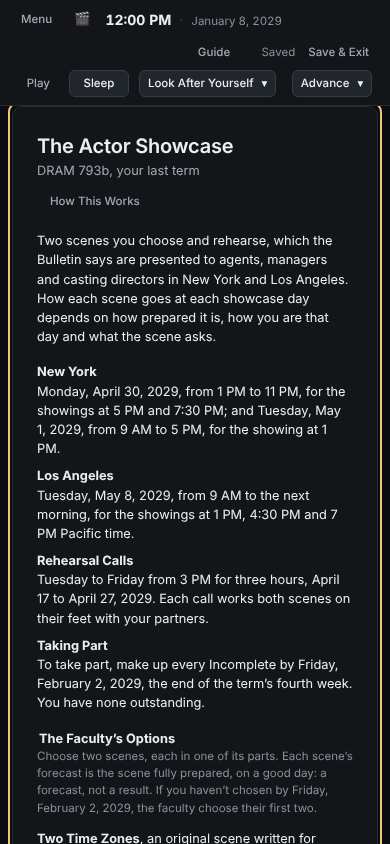 Menu 🎬 12:00 PM · January 8, 2029
Guide Saved Save & Exit
Play Sleep Look After Yourself ▾ Advance ▾
The Actor Showcase
DRAM 793b, your last term
How This Works
Two scenes you choose and rehearse, which the
Bulletin says are presented to agents, managers
and casting directors in New York and Los Angeles.
How each scene goes at each showcase day
depends on how prepared it is, how you are that
day and what the scene asks.
New York
Monday, April 30, 2029, from 1 PM to 11 PM, for the
showings at 5 PM and 7:30 PM; and Tuesday, May
1, 2029, from 9 AM to 5 PM, for the showing at 1
PM.
Los Angeles
Tuesday, May 8, 2029, from 9 AM to the next
morning, for the showings at 1 PM, 4:30 PM and 7
PM Pacific time.
Rehearsal Calls
Tuesday to Friday from 3 PM for three hours, April
17 to April 27, 2029. Each call works both scenes on
their feet with your partners.
Taking Part
To take part, make up every Incomplete by Friday,
February 2, 2029, the end of the term’s fourth week.
You have none outstanding.
The Faculty’s Options
Choose two scenes, each in one of its parts. Each scene’s
forecast is the scene fully prepared, on a good day: a
forecast, not a result. If you haven’t chosen by Friday,
February 2, 2029, the faculty choose their first two.
Two Time Zones, an original scene written for